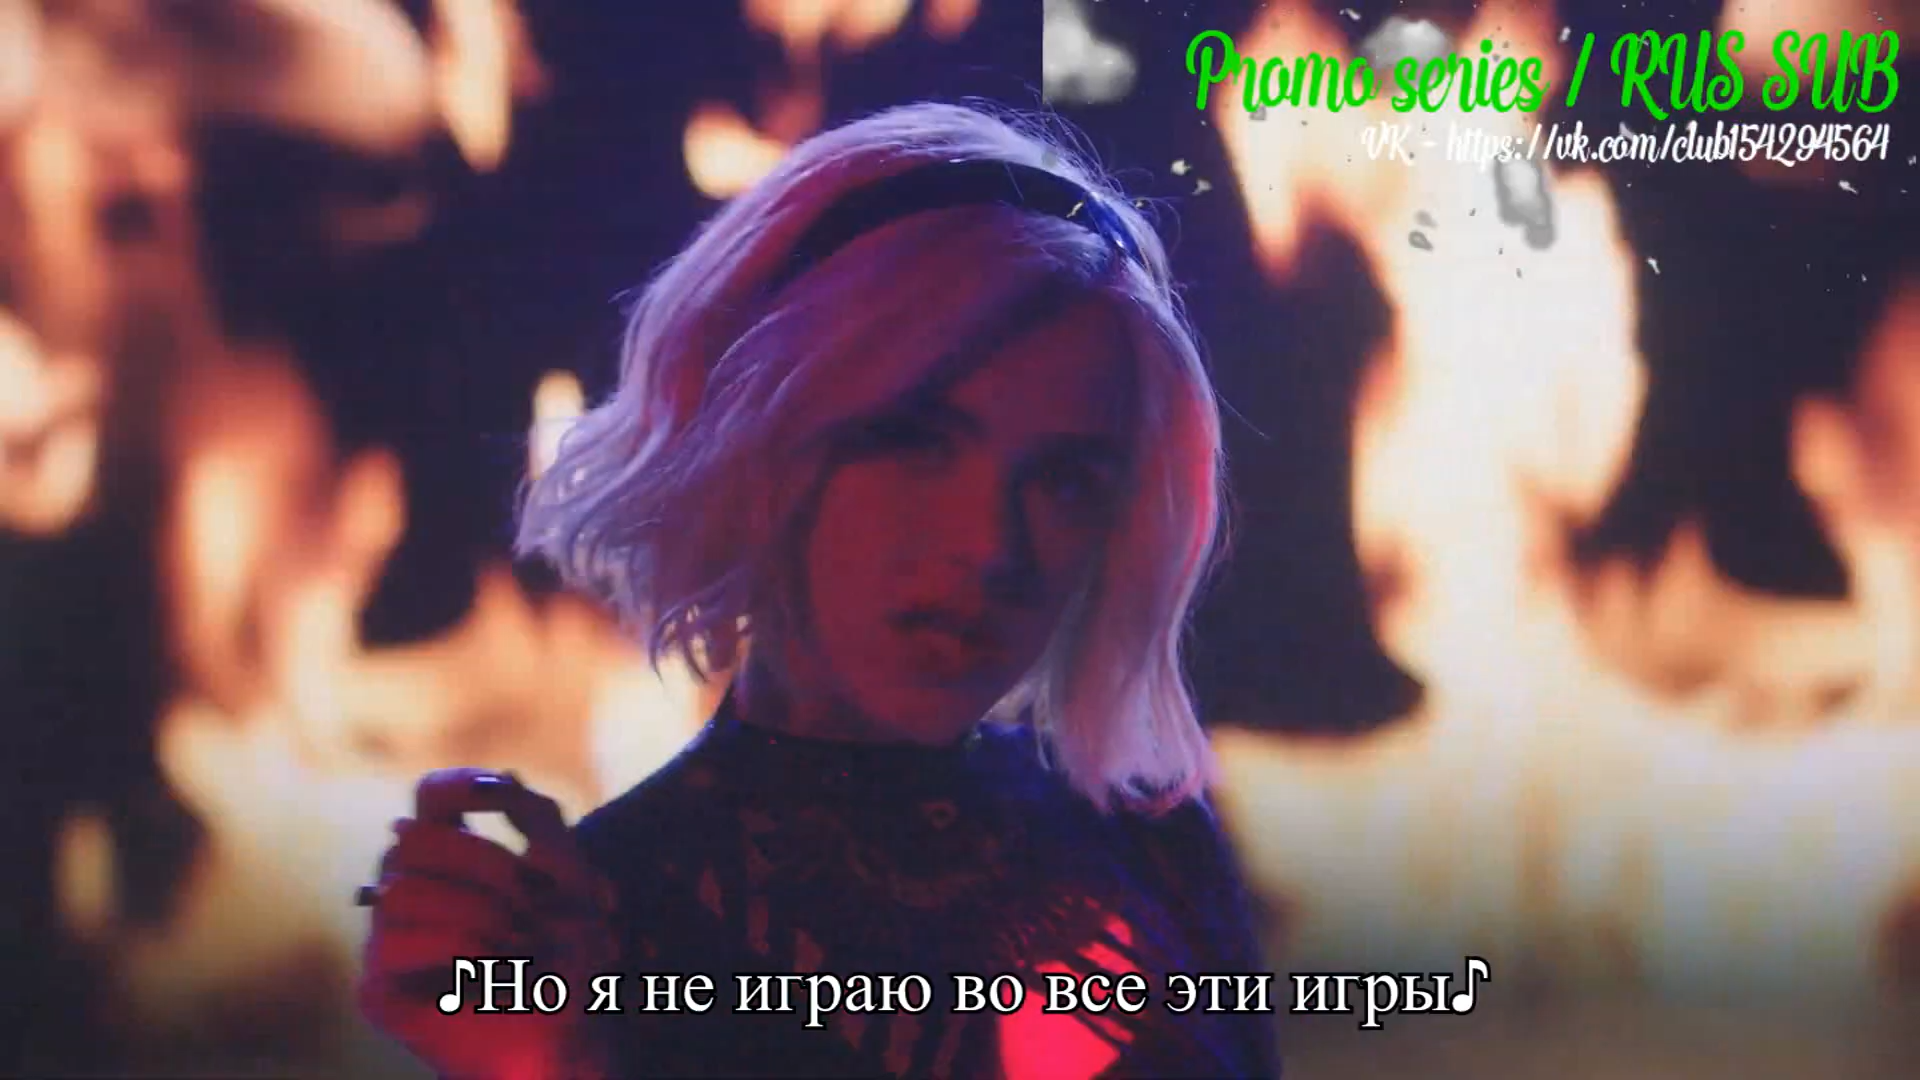 Promo series / RUS SUB
VK - https://vk.com/club154294564
♪Но я не играю во все эти игры♪